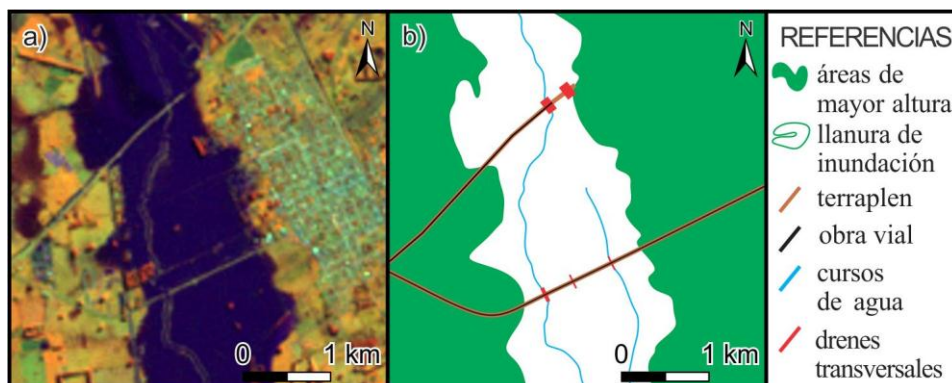 a)
N
0
1 km
b)
N
0
1 km
REFERENCIAS
áreas de
mayor altura
llanura de
inundación
terraplen
obra vial
cursos
de agua
drenes
transversales